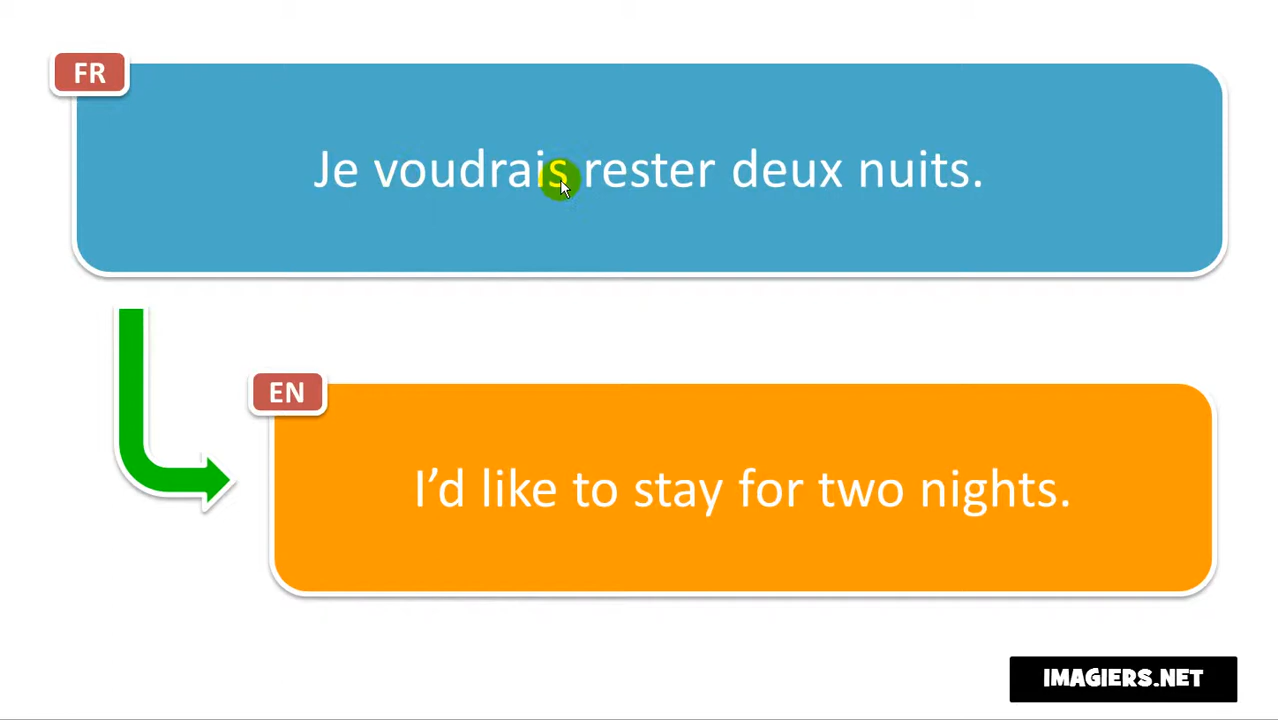 FR
Je voudrais rester deux nuits.
EN
I’d like to stay for two nights.
IMAGIERS.NET